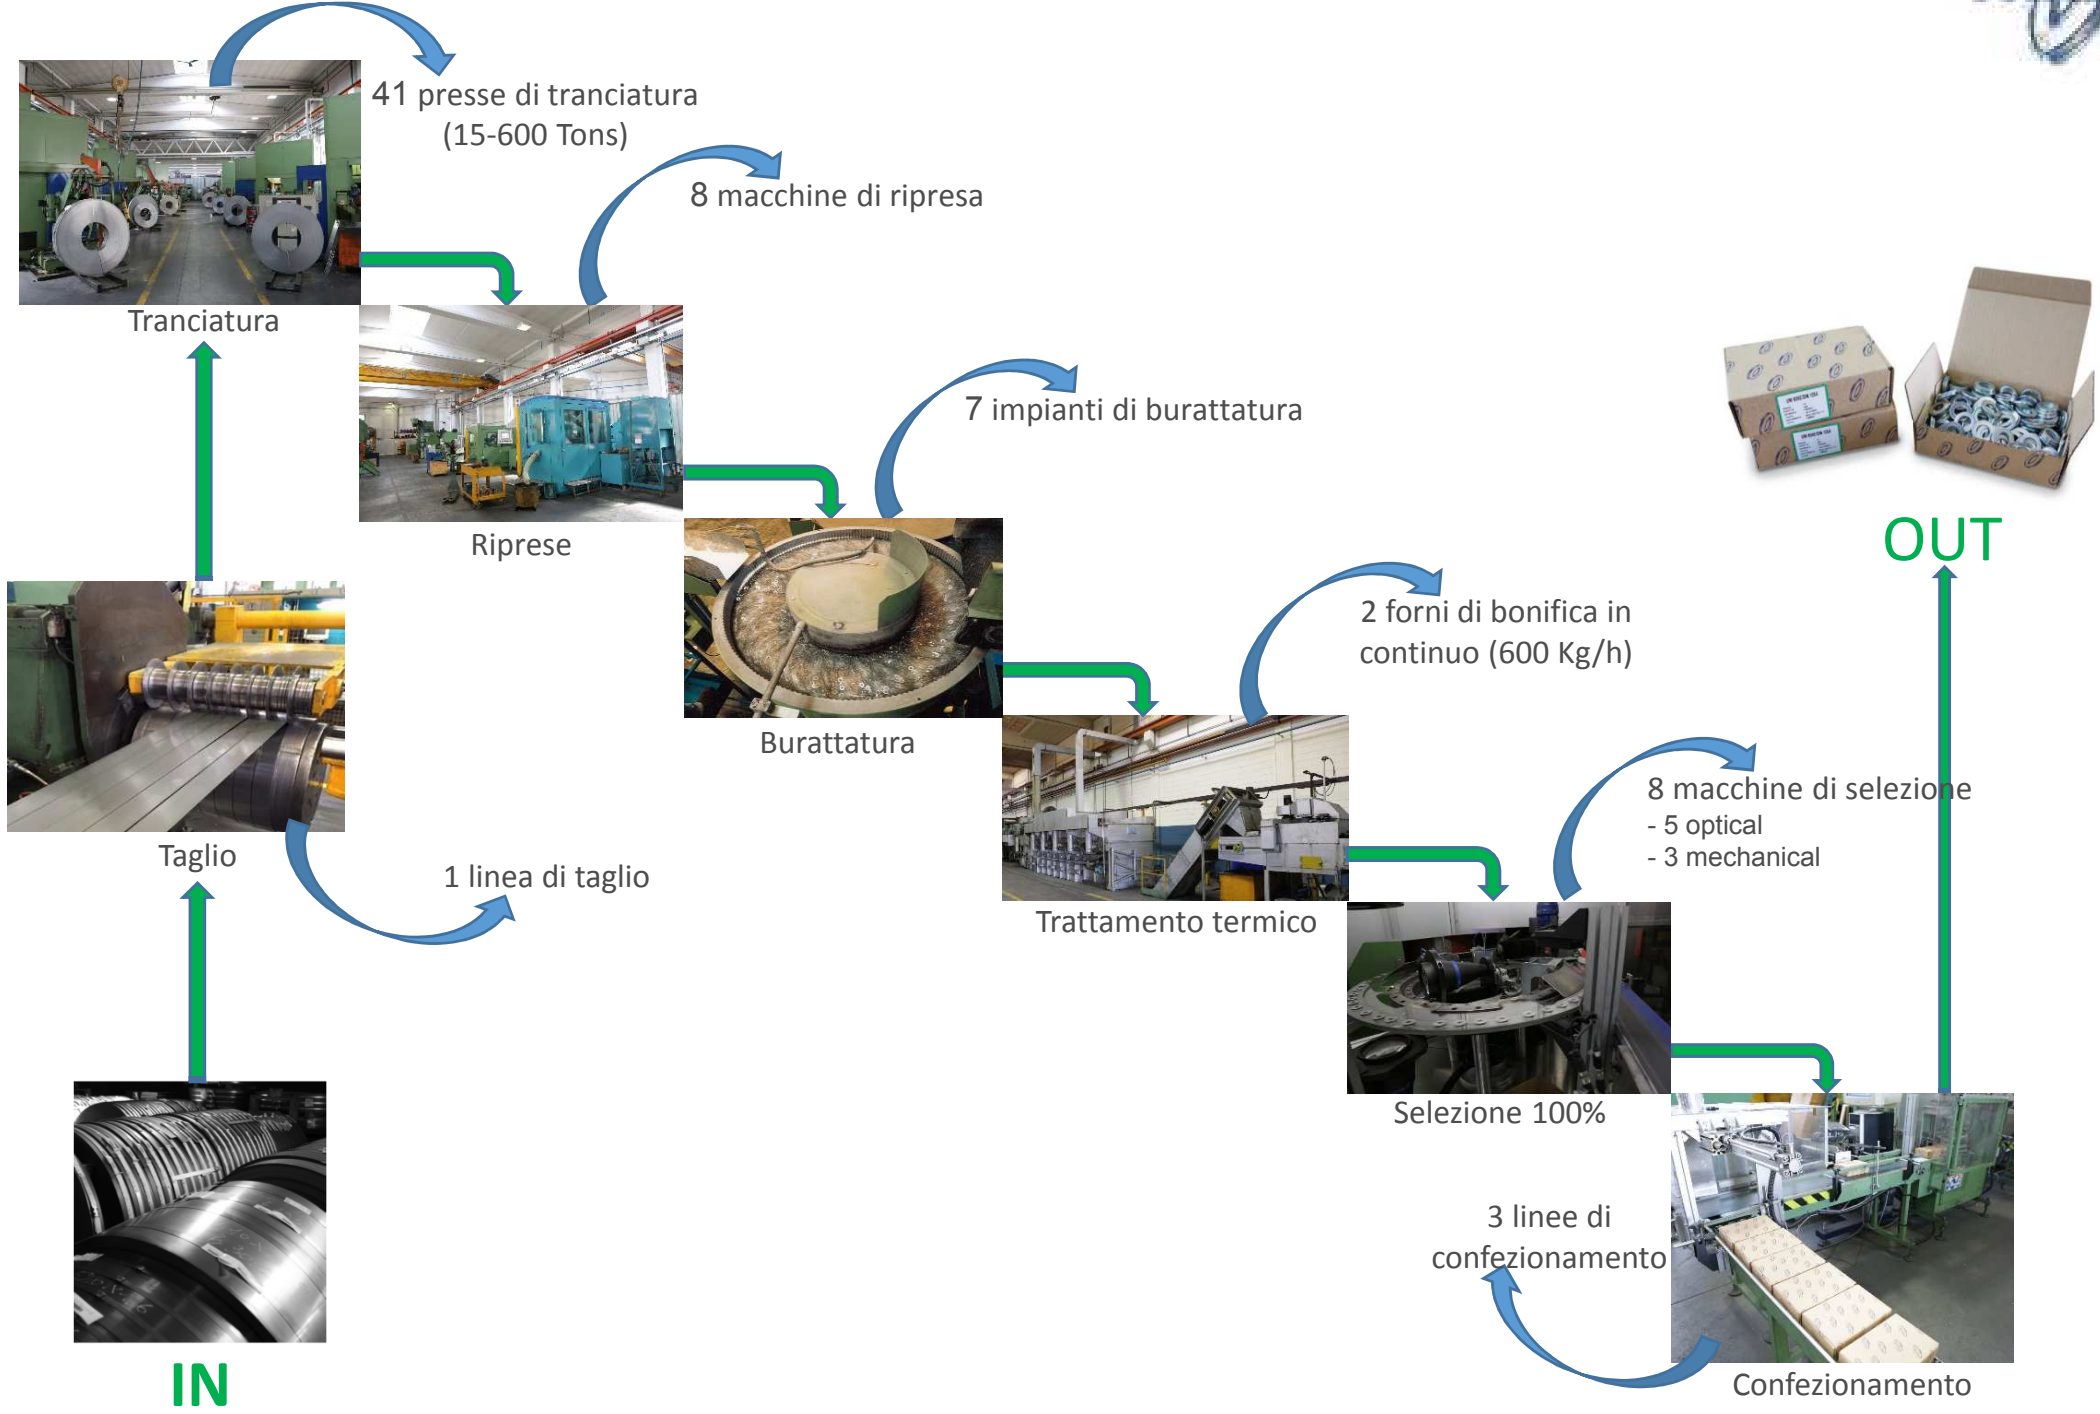 41 presse di tranciatura
(15-600 Tons)
8 macchine di ripresa
Tranciatura
7 impianti di burattatura
Riprese
OUT
2 forni di bonifica in
continuo (600 Kg/h)
Burattatura
8 macchine di selezione
- 5 optical
- 3 mechanical
Taglio
1 linea di taglio
Trattamento termico
Selezione 100%
3 linee di
confezionamento
IN
Confezionamento